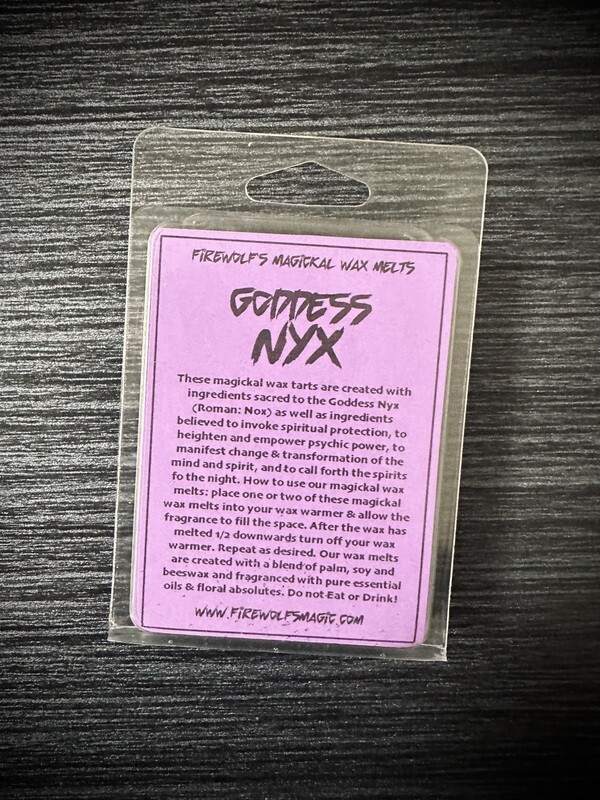 FIREWOLF'S MAGICKAL WAX MELTS
GODDESS
NYX
These magickal wax tarts are created with
ingredients sacred to the Goddess Nyx
(Roman: Nox) as well as ingredients
believed to invoke spiritual protection, to
heighten and empower psychic power, to
manifest change & transformation of the
mind and spirit, and to call forth the spirits
fo the night. How to use our magickal wax
melts: place one or two of these magickal
wax melts into your wax warmer & allow the
fragrance to fill the space. After the wax has
melted 1/2 downwards turn off your wax
warmer. Repeat as desired. Our wax melts
are created with a blend of palm, soy and
beeswax and fragranced with pure essential
oils & floral absolutes. Do not Eat or Drink!
WWW.FIREWOLFSMAGIC.COM